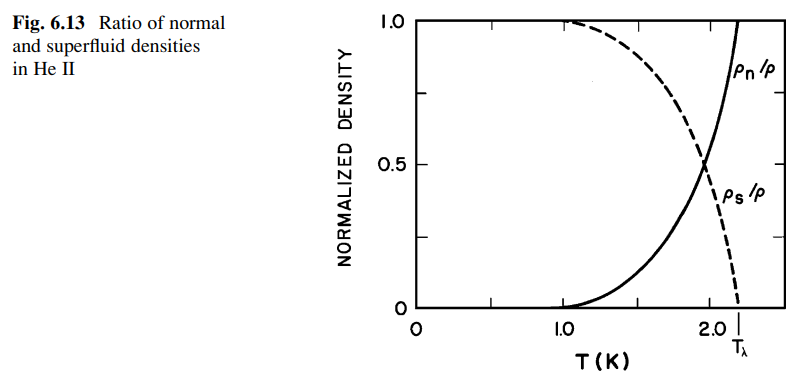 Fig. 6.13 Ratio of normal
and superfluid densities
in He II
NORMALIZED DENSITY
1.0
0.5
0
ρn/ρ
ρs/ρ
0
1.0
2.0
Tλ
T(K)